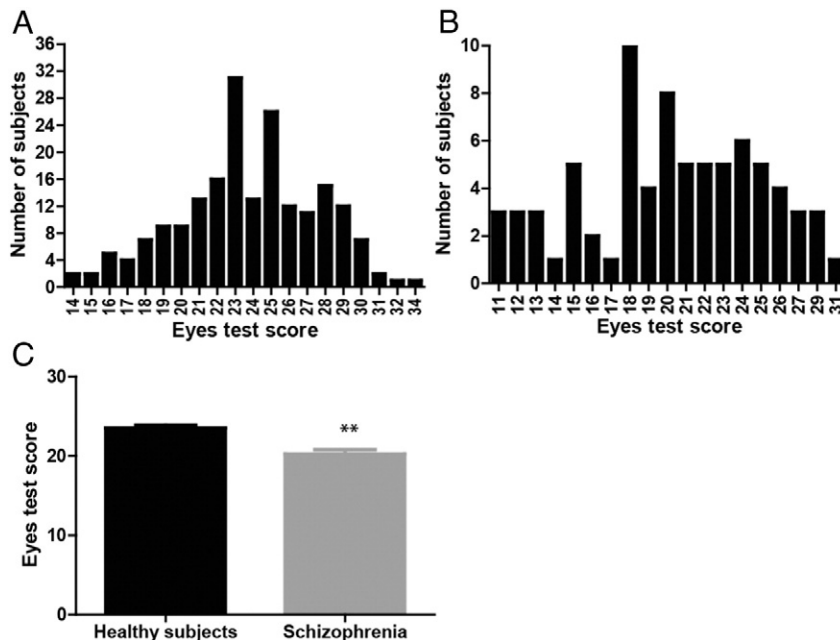 A
Number of subjects
36
32
28
24
20
16
12
8
4
0
14 15 16 17 18 19 20 21 22 23 24 25 26 27 28 29 30 31 32 34
Eyes test score
B
Number of subjects
10
8
6
4
2
0
11 12 13 14 15 16 17 18 19 20 21 22 23 24 25 26 27 29 31
Eyes test score
C
Eyes test score
30
20
10
0
**
Healthy subjects Schizophrenia